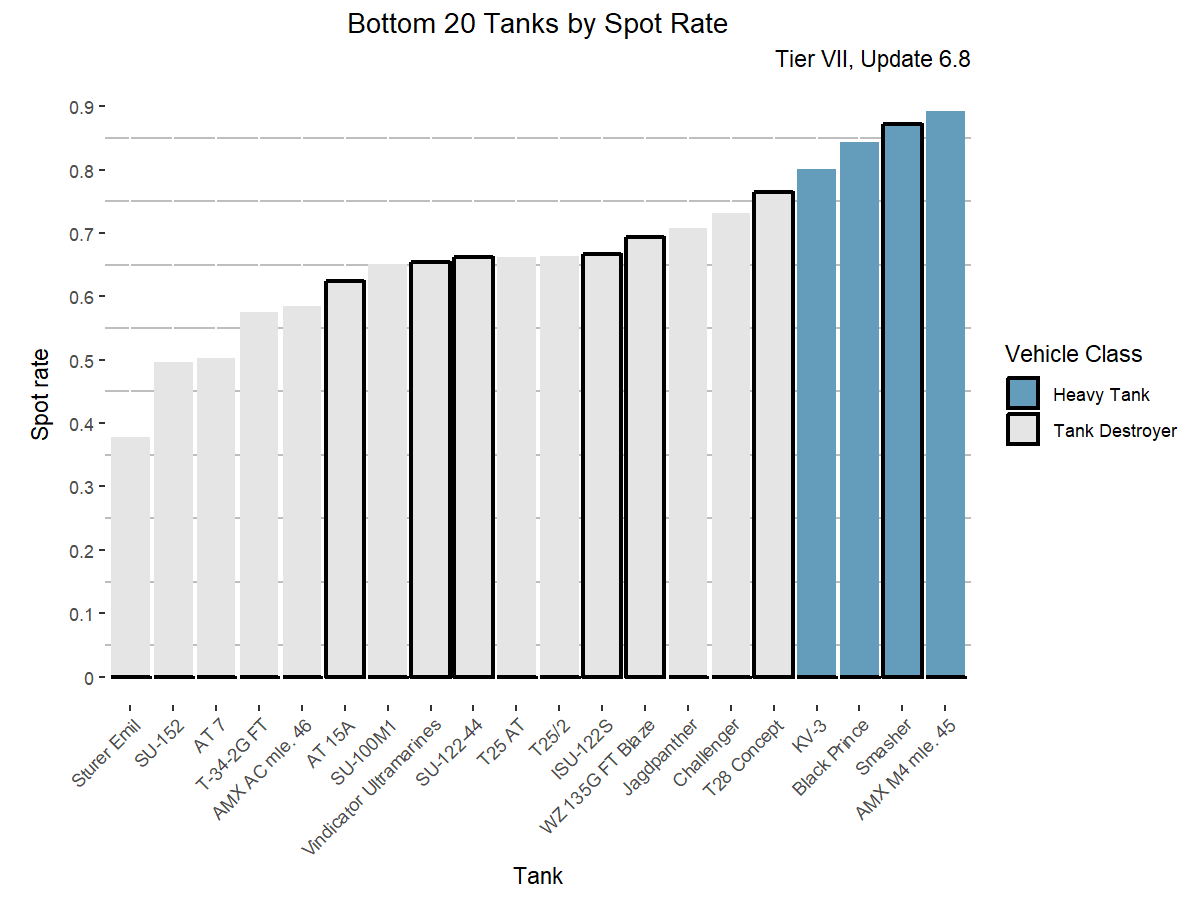 Bottom 20 Tanks by Spot Rate
Tier VII, Update 6.8
0.9
0.8
0.7
0.6
0.5
0.4
0.3
0.2
0.1
0
Spot rate
Sturer Emil
SU-152
AT 7
T-34-2G FT
AMX AC mle. 46
AT 15A
SU-100M1
Vindicator Ultramarines
SU-122-44
T25 AT
T25/2
ISU-122S
WZ 135G FT Blaze
Jagdpanther
Challenger
T28 Concept
KV-3
Black Prince
Smasher
AMX M4 mle. 45
Tank
Vehicle Class
Heavy Tank
Tank Destroyer